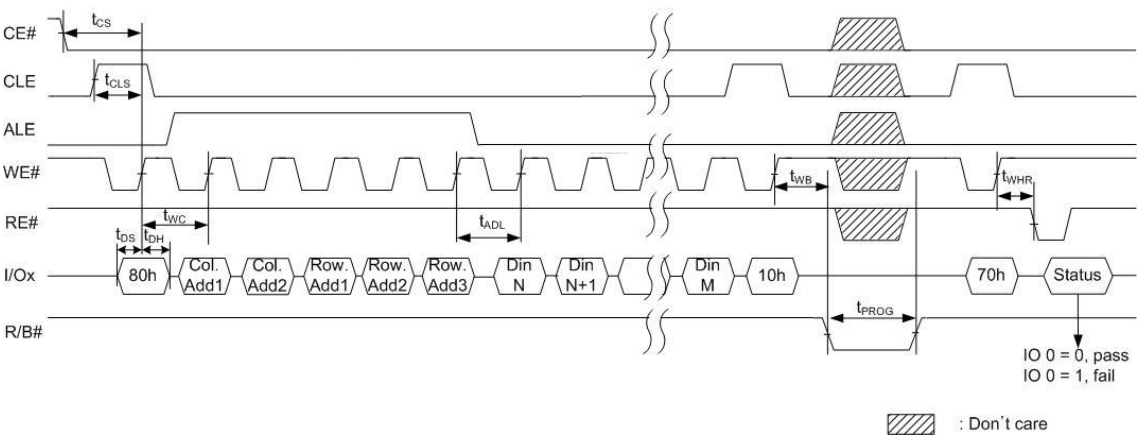 CE#
tCS
CLE
tCLS
ALE
WE#
tWB
tWHR
RE#
tWC
tADL
tDS
tDH
I/Ox
80h
Col.
Add1
Col.
Add2
Row.
Add1
Row.
Add2
Row.
Add3
Din
N
Din
N+1
Din
M
10h
70h
Status
R/B#
tPROG
IO 0 = 0, pass
IO 0 = 1, fail
: Don't care